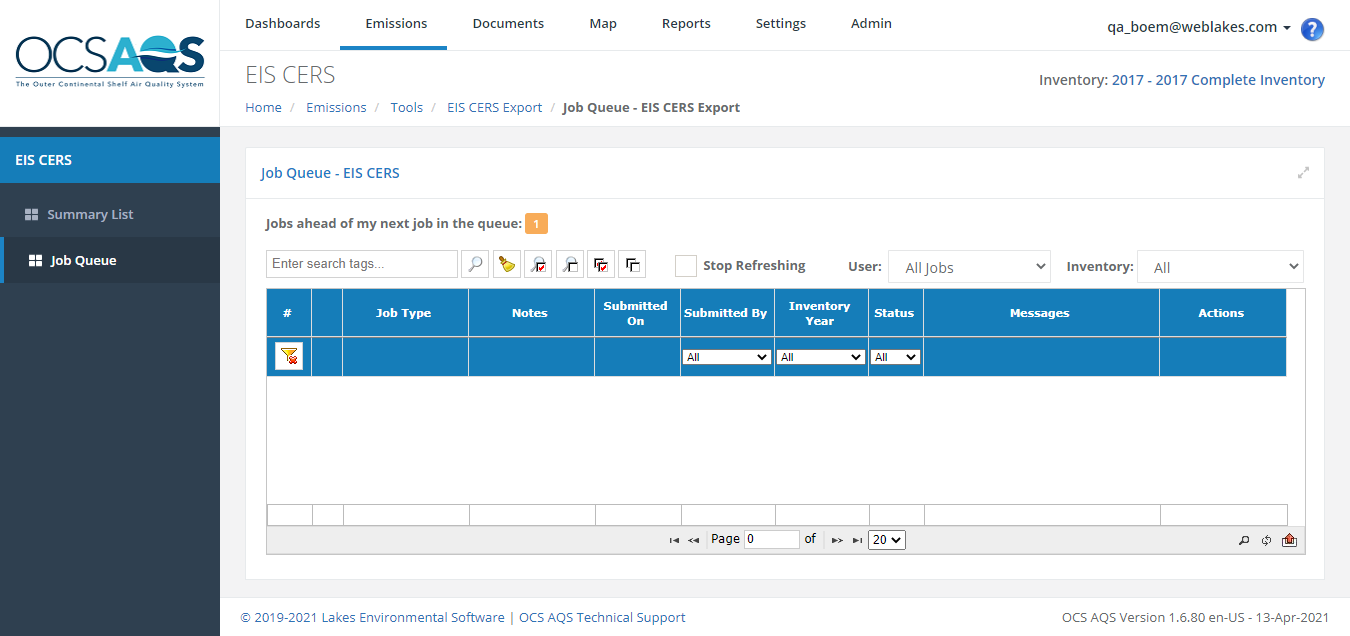 OCSAQS
The Outer Continental Shelf Air Quality System
Dashboards Emissions Documents Map Reports Settings Admin
qa_boem@weblakes.com
?
EIS CERS
Inventory: 2017 - 2017 Complete Inventory
Home / Emissions / Tools / EIS CERS Export / Job Queue - EIS CERS Export
EIS CERS
Summary List
Job Queue
Job Queue - EIS CERS
Jobs ahead of my next job in the queue: 1
Enter search tags... Stop Refreshing User: All Jobs Inventory: All
# Job Type Notes Submitted On Submitted By Inventory Year Status Messages Actions
All All All
Page 0 of 20
© 2019-2021 Lakes Environmental Software | OCS AQS Technical Support
OCS AQS Version 1.6.80 en-US - 13-Apr-2021